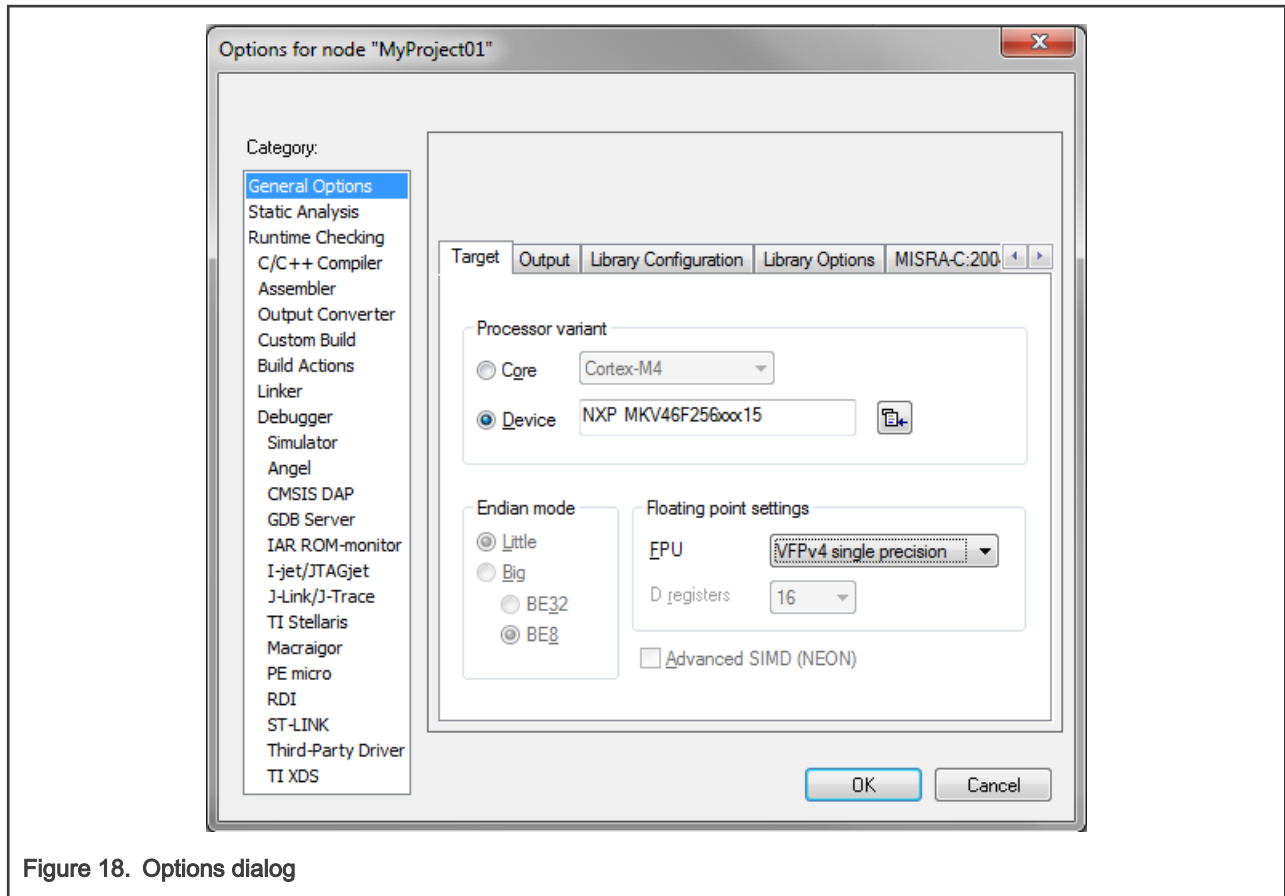 Options for node "MyProject01"
x
Category:
General Options
Static Analysis
Runtime Checking
C/C++ Compiler
Assembler
Output Converter
Custom Build
Build Actions
Linker
Debugger
Simulator
Angel
CMSIS DAP
GDB Server
IAR ROM-monitor
I-jet/JTAGjet
J-Link/J-Trace
TI Stellaris
Macraigor
PE micro
RDI
ST-LINK
Third-Party Driver
TI XDS
Target Output Library Configuration Library Options MISRA-C:200
Processor variant
Core Cortex-M4
Device NXP MKV46F256xxx15
Endian mode
Little
Big
BE32
BE8
Floating point settings
FPU VFPv4 single precision
D registers 16
Advanced SIMD (NEON)
OK Cancel
Figure 18. Options dialog